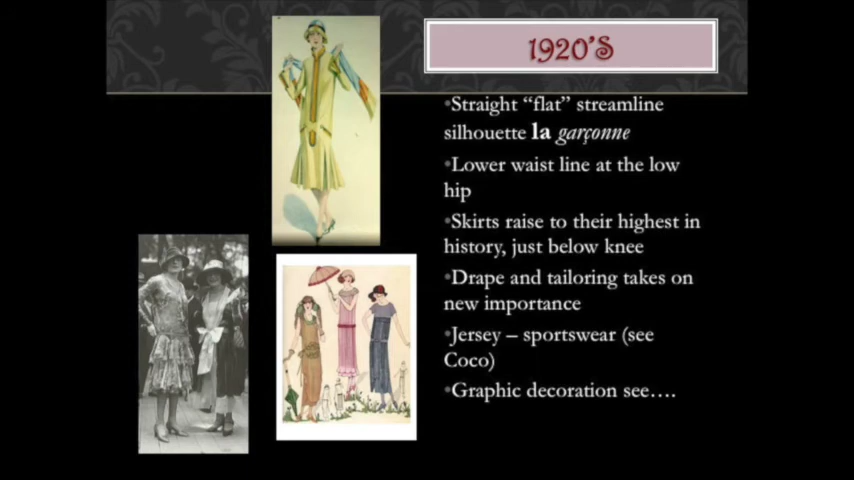 1920'S
•Straight “flat” streamline
silhouette la garçonne
•Lower waist line at the low
hip
•Skirts raise to their highest in
history, just below knee
•Drape and tailoring takes on
new importance
•Jersey – sportswear (see
Coco)
•Graphic decoration see….